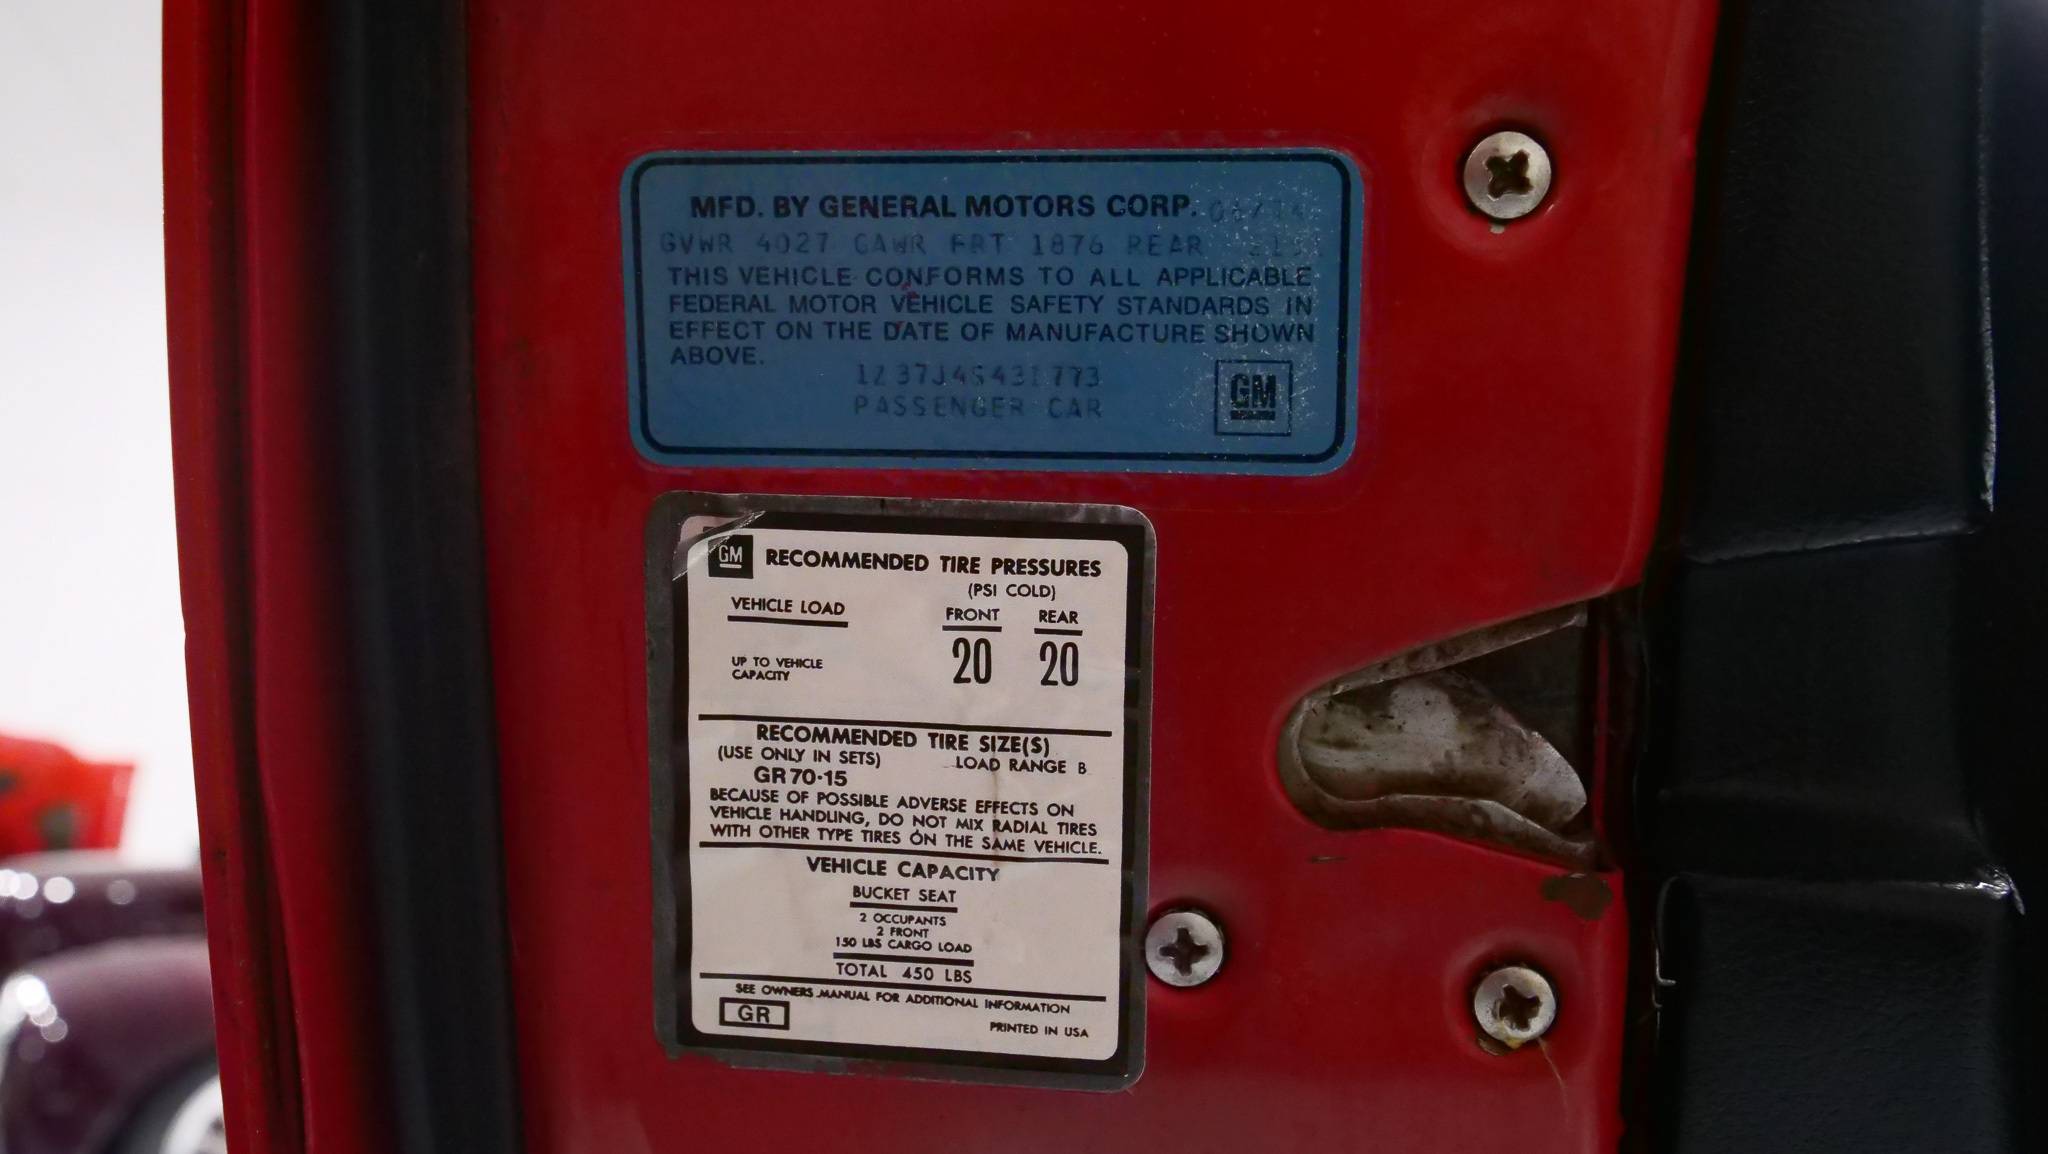 MFD. BY GENERAL MOTORS CORP.
GVWR 4027 GAWR FRT 1876 REAR
THIS VEHICLE CONFORMS TO ALL APPLICABLE
FEDERAL MOTOR VEHICLE SAFETY STANDARDS IN
EFFECT ON THE DATE OF MANUFACTURE SHOWN
ABOVE.
PASSENGER CAR
GM
GM RECOMMENDED TIRE PRESSURES
(PSI COLD)
VEHICLE LOAD FRONT REAR
UP TO VEHICLE
CAPACITY 20 20
RECOMMENDED TIRE SIZE(S)
(USE ONLY IN SETS) LOAD RANGE B
GR70-15
BECAUSE OF POSSIBLE ADVERSE EFFECTS ON
VEHICLE HANDLING, DO NOT MIX RADIAL TIRES
WITH OTHER TYPE TIRES ON THE SAME VEHICLE.
VEHICLE CAPACITY
BUCKET SEAT
2 OCCUPANTS
2 FRONT
150 LBS CARGO LOAD
TOTAL 450 LBS
SEE OWNERS MANUAL FOR ADDITIONAL INFORMATION
GR
PRINTED IN USA